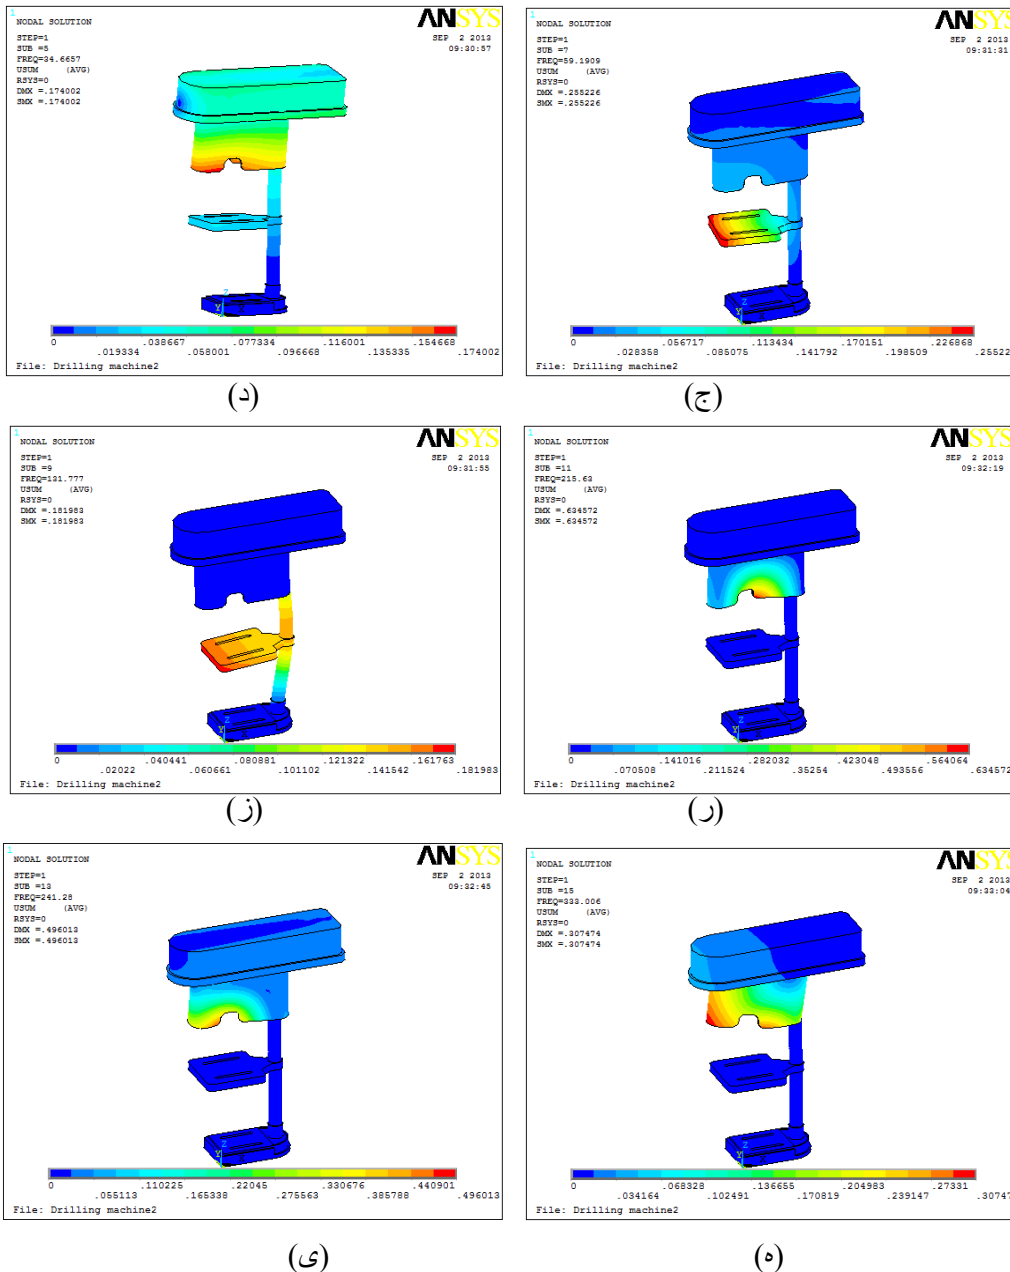 1
ANSYS
NODAL SOLUTION
SEP 2 2013
09:30:57
STEP=1
SUB =5
FREQ=34.6657
USUM (AVG)
RSYS=0
DMX =.174002
SMX =.174002
Z
Y
0 .038667 .077334 .116001 .154668
.019334 .058001 .096668 .135335 .174002
File: Drilling machine2
(د)
1
ANSYS
NODAL SOLUTION
SEP 2 2013
09:31:31
STEP=1
SUB =7
FREQ=59.1909
USUM (AVG)
RSYS=0
DMX =.255226
SMX =.255226
Z
Y
0 .056717 .113434 .170151 .226868
.028358 .085075 .141792 .198509 .25522
File: Drilling machine2
(ج)
1
ANSYS
NODAL SOLUTION
SEP 2 2013
09:31:55
STEP=1
SUB =9
FREQ=131.777
USUM (AVG)
RSYS=0
DMX =.181983
SMX =.181983
Z
Y
0 .040441 .080881 .121322 .161763
.02022 .060661 .101102 .141542 .181983
File: Drilling machine2
(ز)
1
ANSYS
NODAL SOLUTION
SEP 2 2013
09:32:19
STEP=1
SUB =11
FREQ=215.63
USUM (AVG)
RSYS=0
DMX =.634572
SMX =.634572
Z
Y
0 .141016 .282032 .423048 .564064
.070508 .211524 .35254 .493556 .634572
File: Drilling machine2
(ر)
1
ANSYS
NODAL SOLUTION
SEP 2 2013
09:32:45
STEP=1
SUB =13
FREQ=241.28
USUM (AVG)
RSYS=0
DMX =.496013
SMX =.496013
Z
Y
0 .110225 .22045 .330676 .440901
.055113 .165338 .275563 .385788 .496013
File: Drilling machine2
(ی)
1
ANSYS
NODAL SOLUTION
SEP 2 2013
09:33:04
STEP=1
SUB =15
FREQ=333.006
USUM (AVG)
RSYS=0
DMX =.307474
SMX =.307474
Z
Y
0 .068328 .136655 .204983 .27331
.034164 .102491 .170819 .239147 .30747
File: Drilling machine2
(ه)